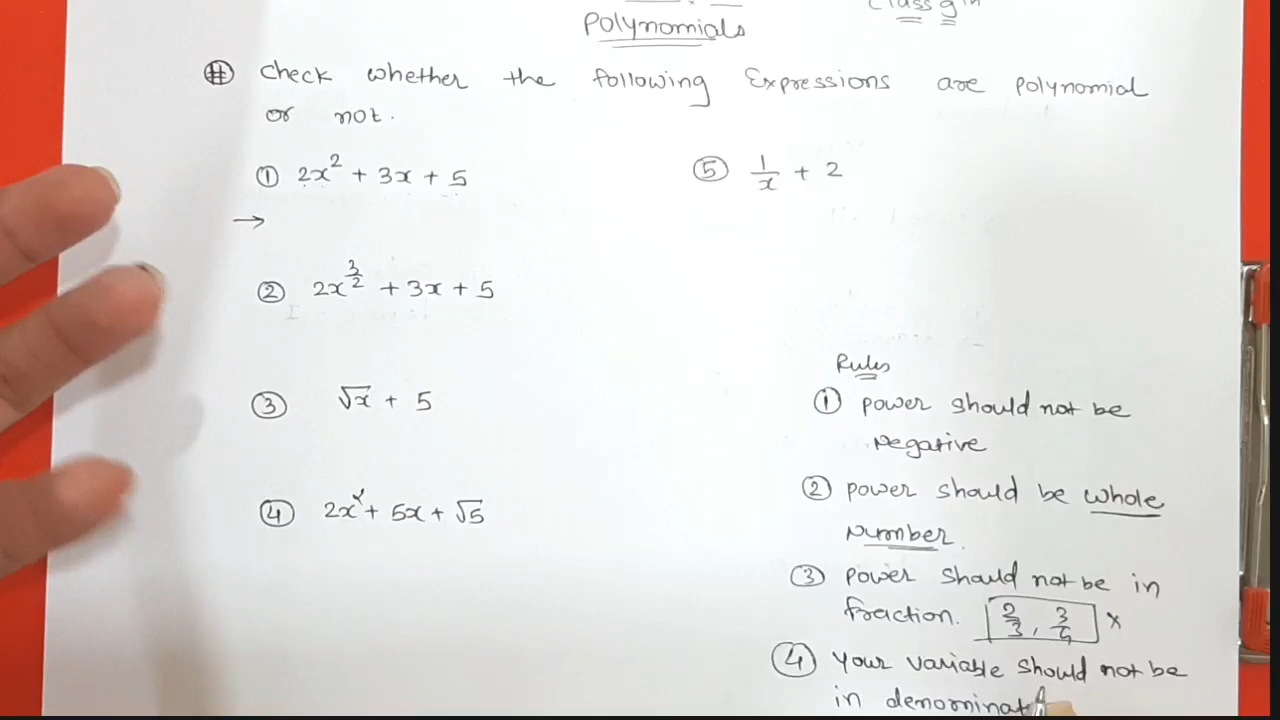 Class 9th
Polynomials
# Check whether the following Expressions are polynomial
or not.
① 2x² + 3x + 5
→
② 2x^(3/2) + 3x + 5
③ √x + 5
④ 2x² + 5x + √5
⑤ 1/x + 2
Rules
① power should not be
Negative
② power should be whole
Number.
③ Power should not be in
fraction. 2/3, 3/4 ×
④ Your variable should not be
in denominat